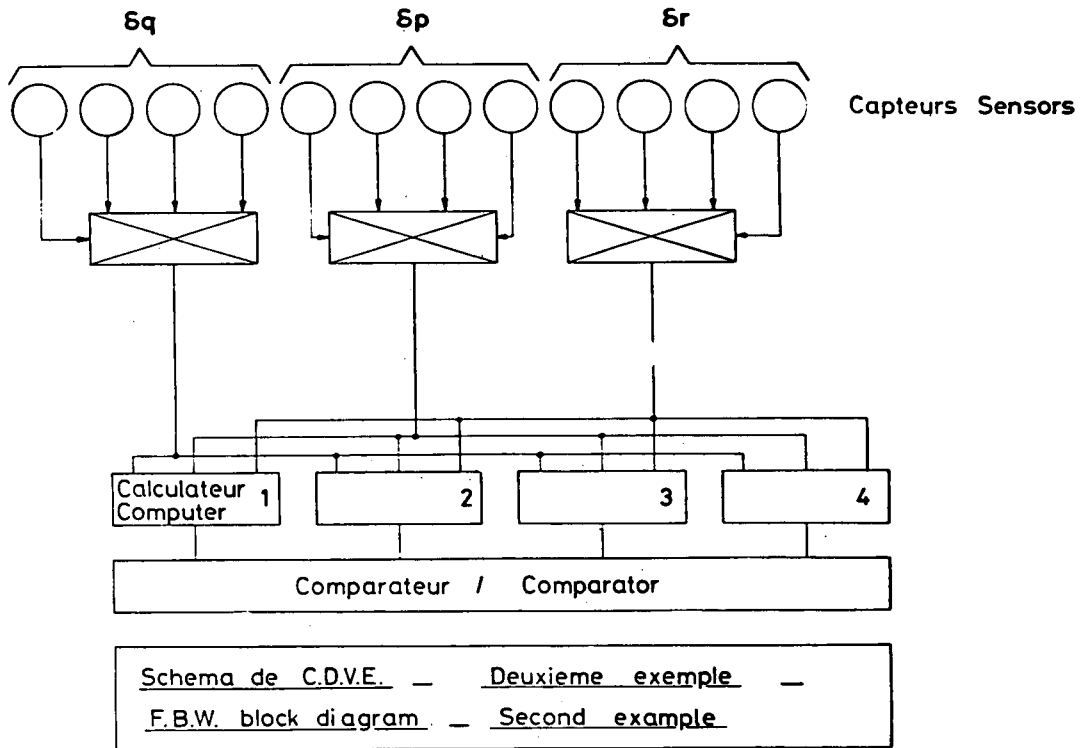 δq δp δr
Capteurs Sensors
Calculateur
Computer 1 2 3 4
Comparateur / Comparator
Schema de C.D.V.E. _ Deuxieme exemple _
F.B.W. block diagram _ Second example